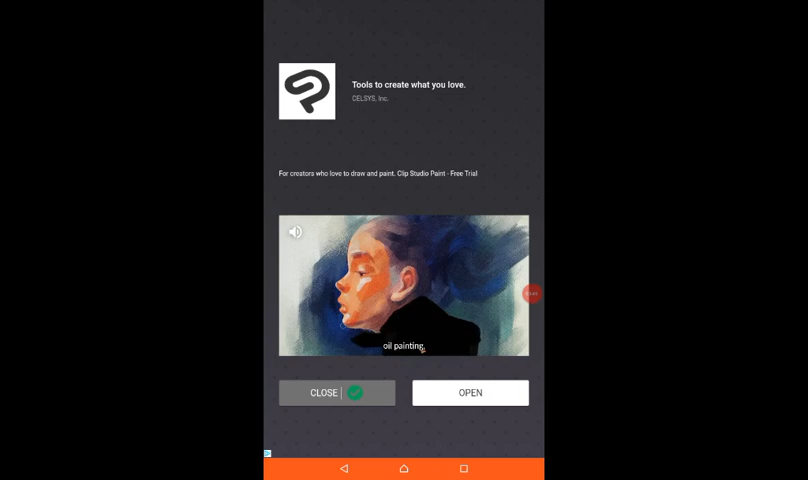 Tools to create what you love.
CELSYS, Inc.
For creators who love to draw and paint. Clip Studio Paint - Free Trial
oil painting,
CLOSE
OPEN